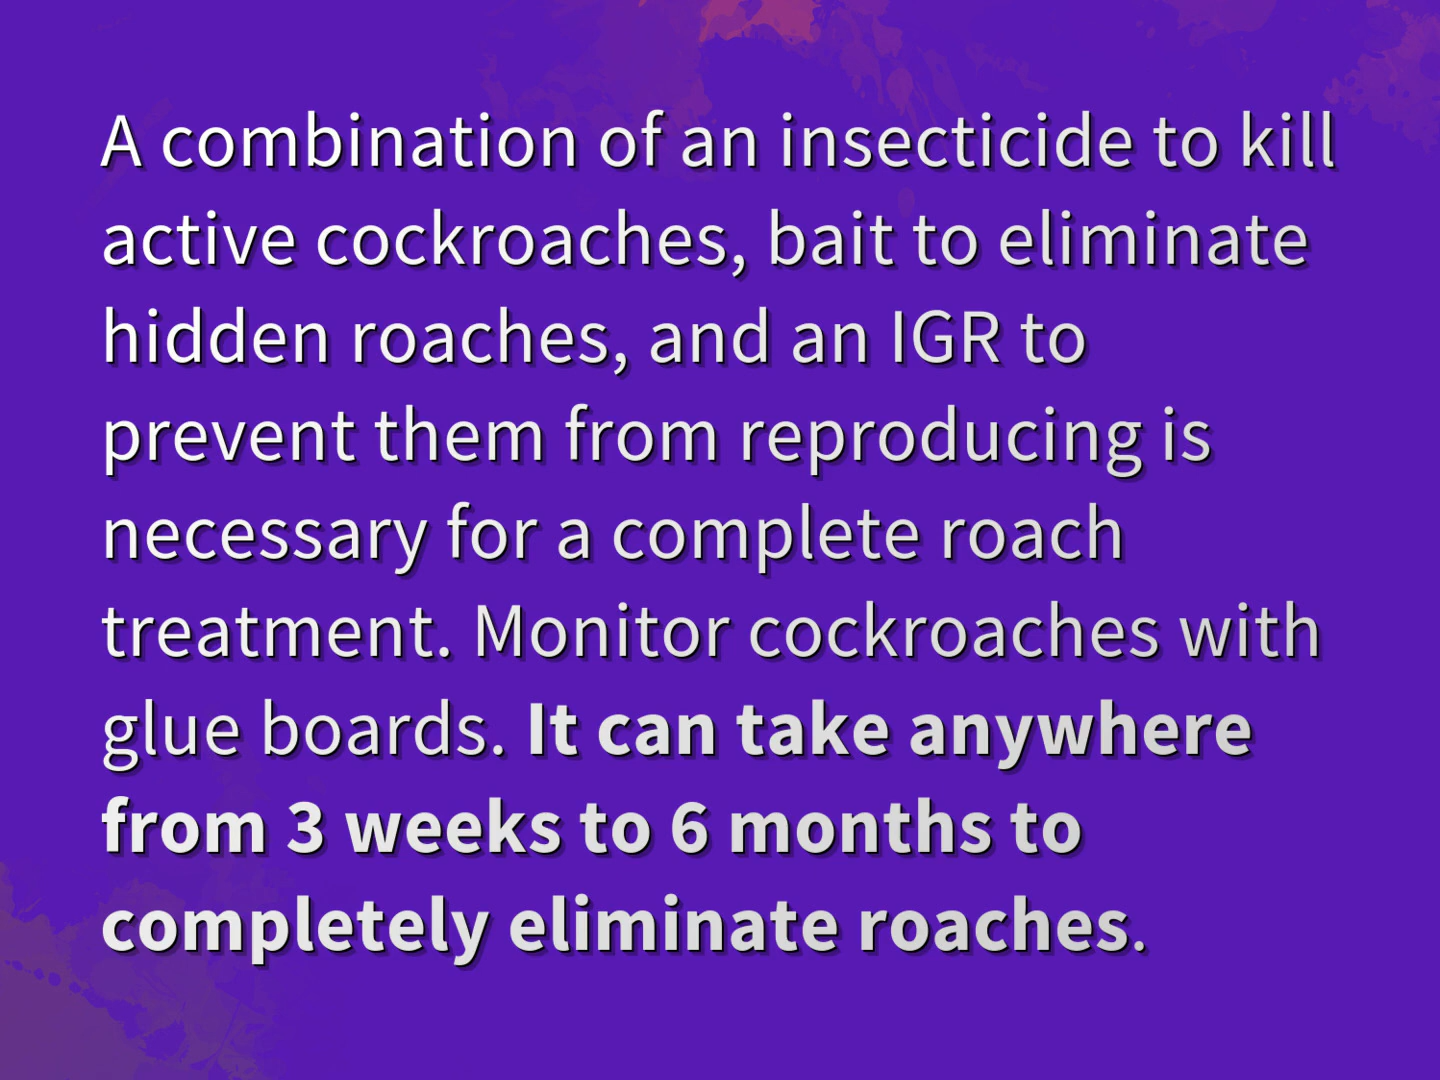 A combination of an insecticide to kill
active cockroaches, bait to eliminate
hidden roaches, and an IGR to
prevent them from reproducing is
necessary for a complete roach
treatment. Monitor cockroaches with
glue boards. It can take anywhere
from 3 weeks to 6 months to
completely eliminate roaches.